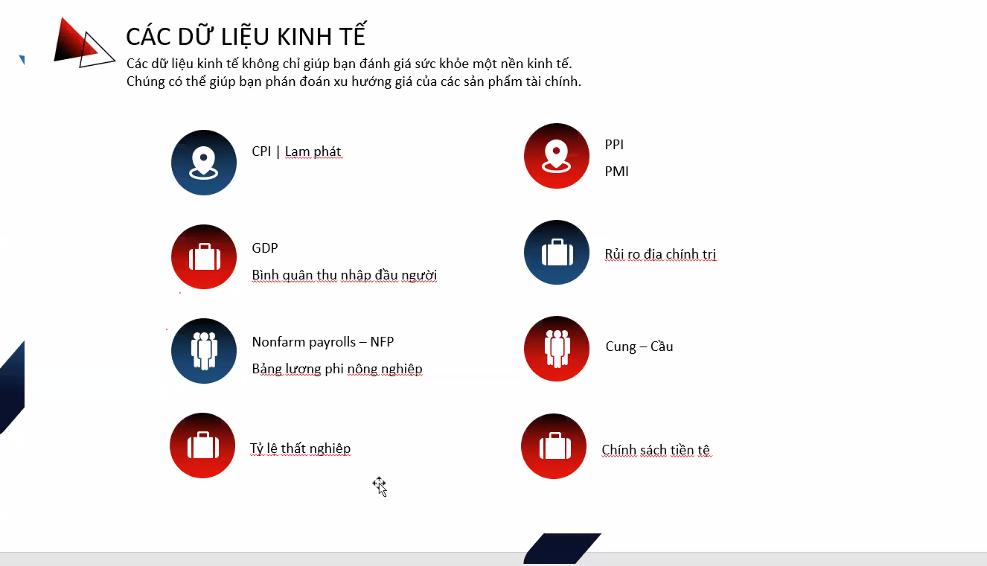 CÁC DỮ LIỆU KINH TẾ
Các dữ liệu kinh tế không chỉ giúp bạn đánh giá sức khỏe một nền kinh tế.
Chúng có thể giúp bạn phán đoán xu hướng giá của các sản phẩm tài chính.
CPI | Lạm phát
GDP
Bình quân thu nhập đầu người
Nonfarm payrolls – NFP
Bảng lương phi nông nghiệp
Tỷ lệ thất nghiệp
PPI
PMI
Rủi ro địa chính trị
Cung – Cầu
Chính sách tiền tệ